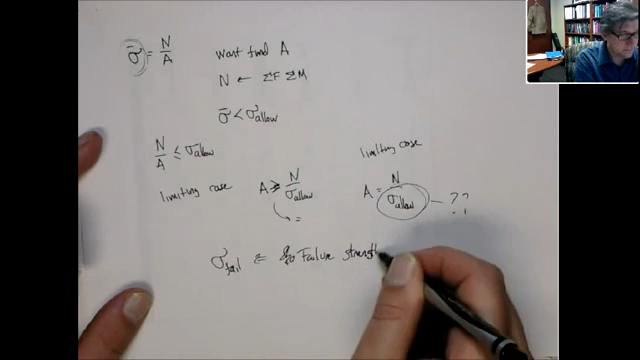 σ̄ = N/A want find A
N ← ΣF ΣM
σ̄ < σallow
N/A ≤ σallow
limiting case
limiting case A ≥ N/σallow
A = N/σallow — ??
=
σfail = Failure strength